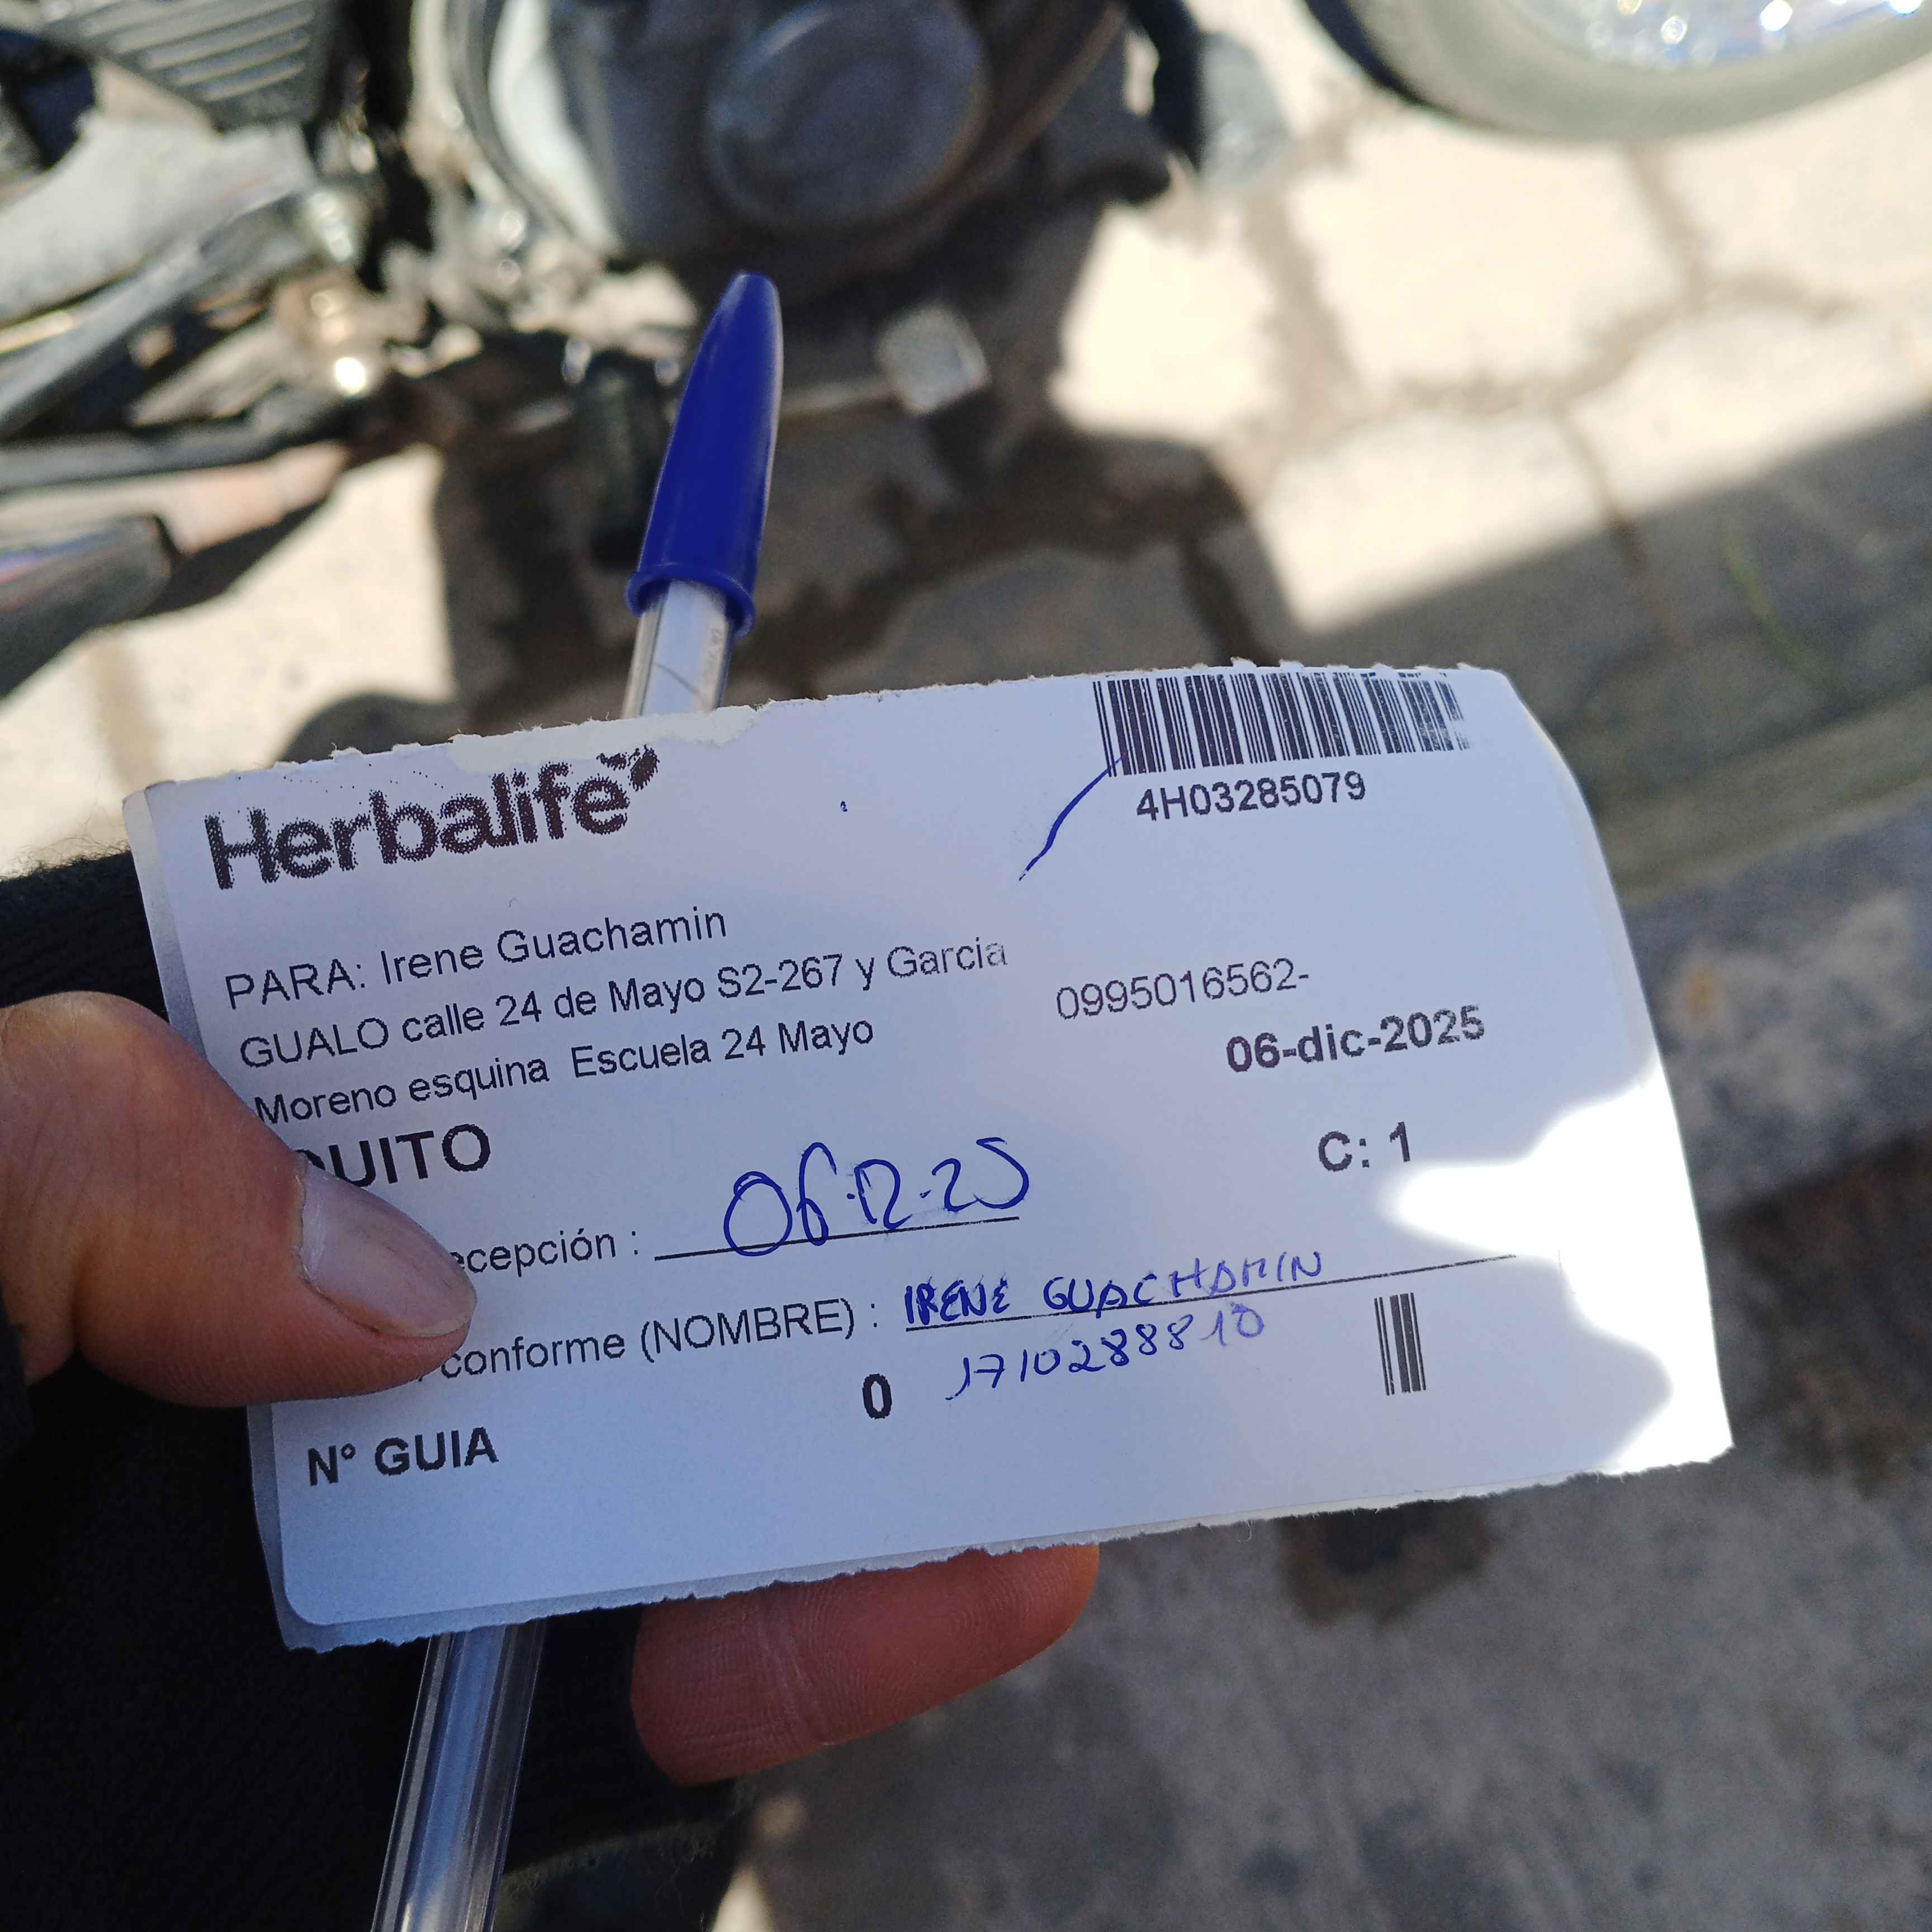 Herbalife
4H03285079
PARA: Irene Guachamin
GUALO calle 24 de Mayo S2-267 y Garcia
0995016562-
Moreno esquina Escuela 24 Mayo
06-dic-2025
QUITO
C: 1
ecepción : 06-12-25
conforme (NOMBRE) : IRENE GUACHAMIN
0 1710288810
N° GUIA